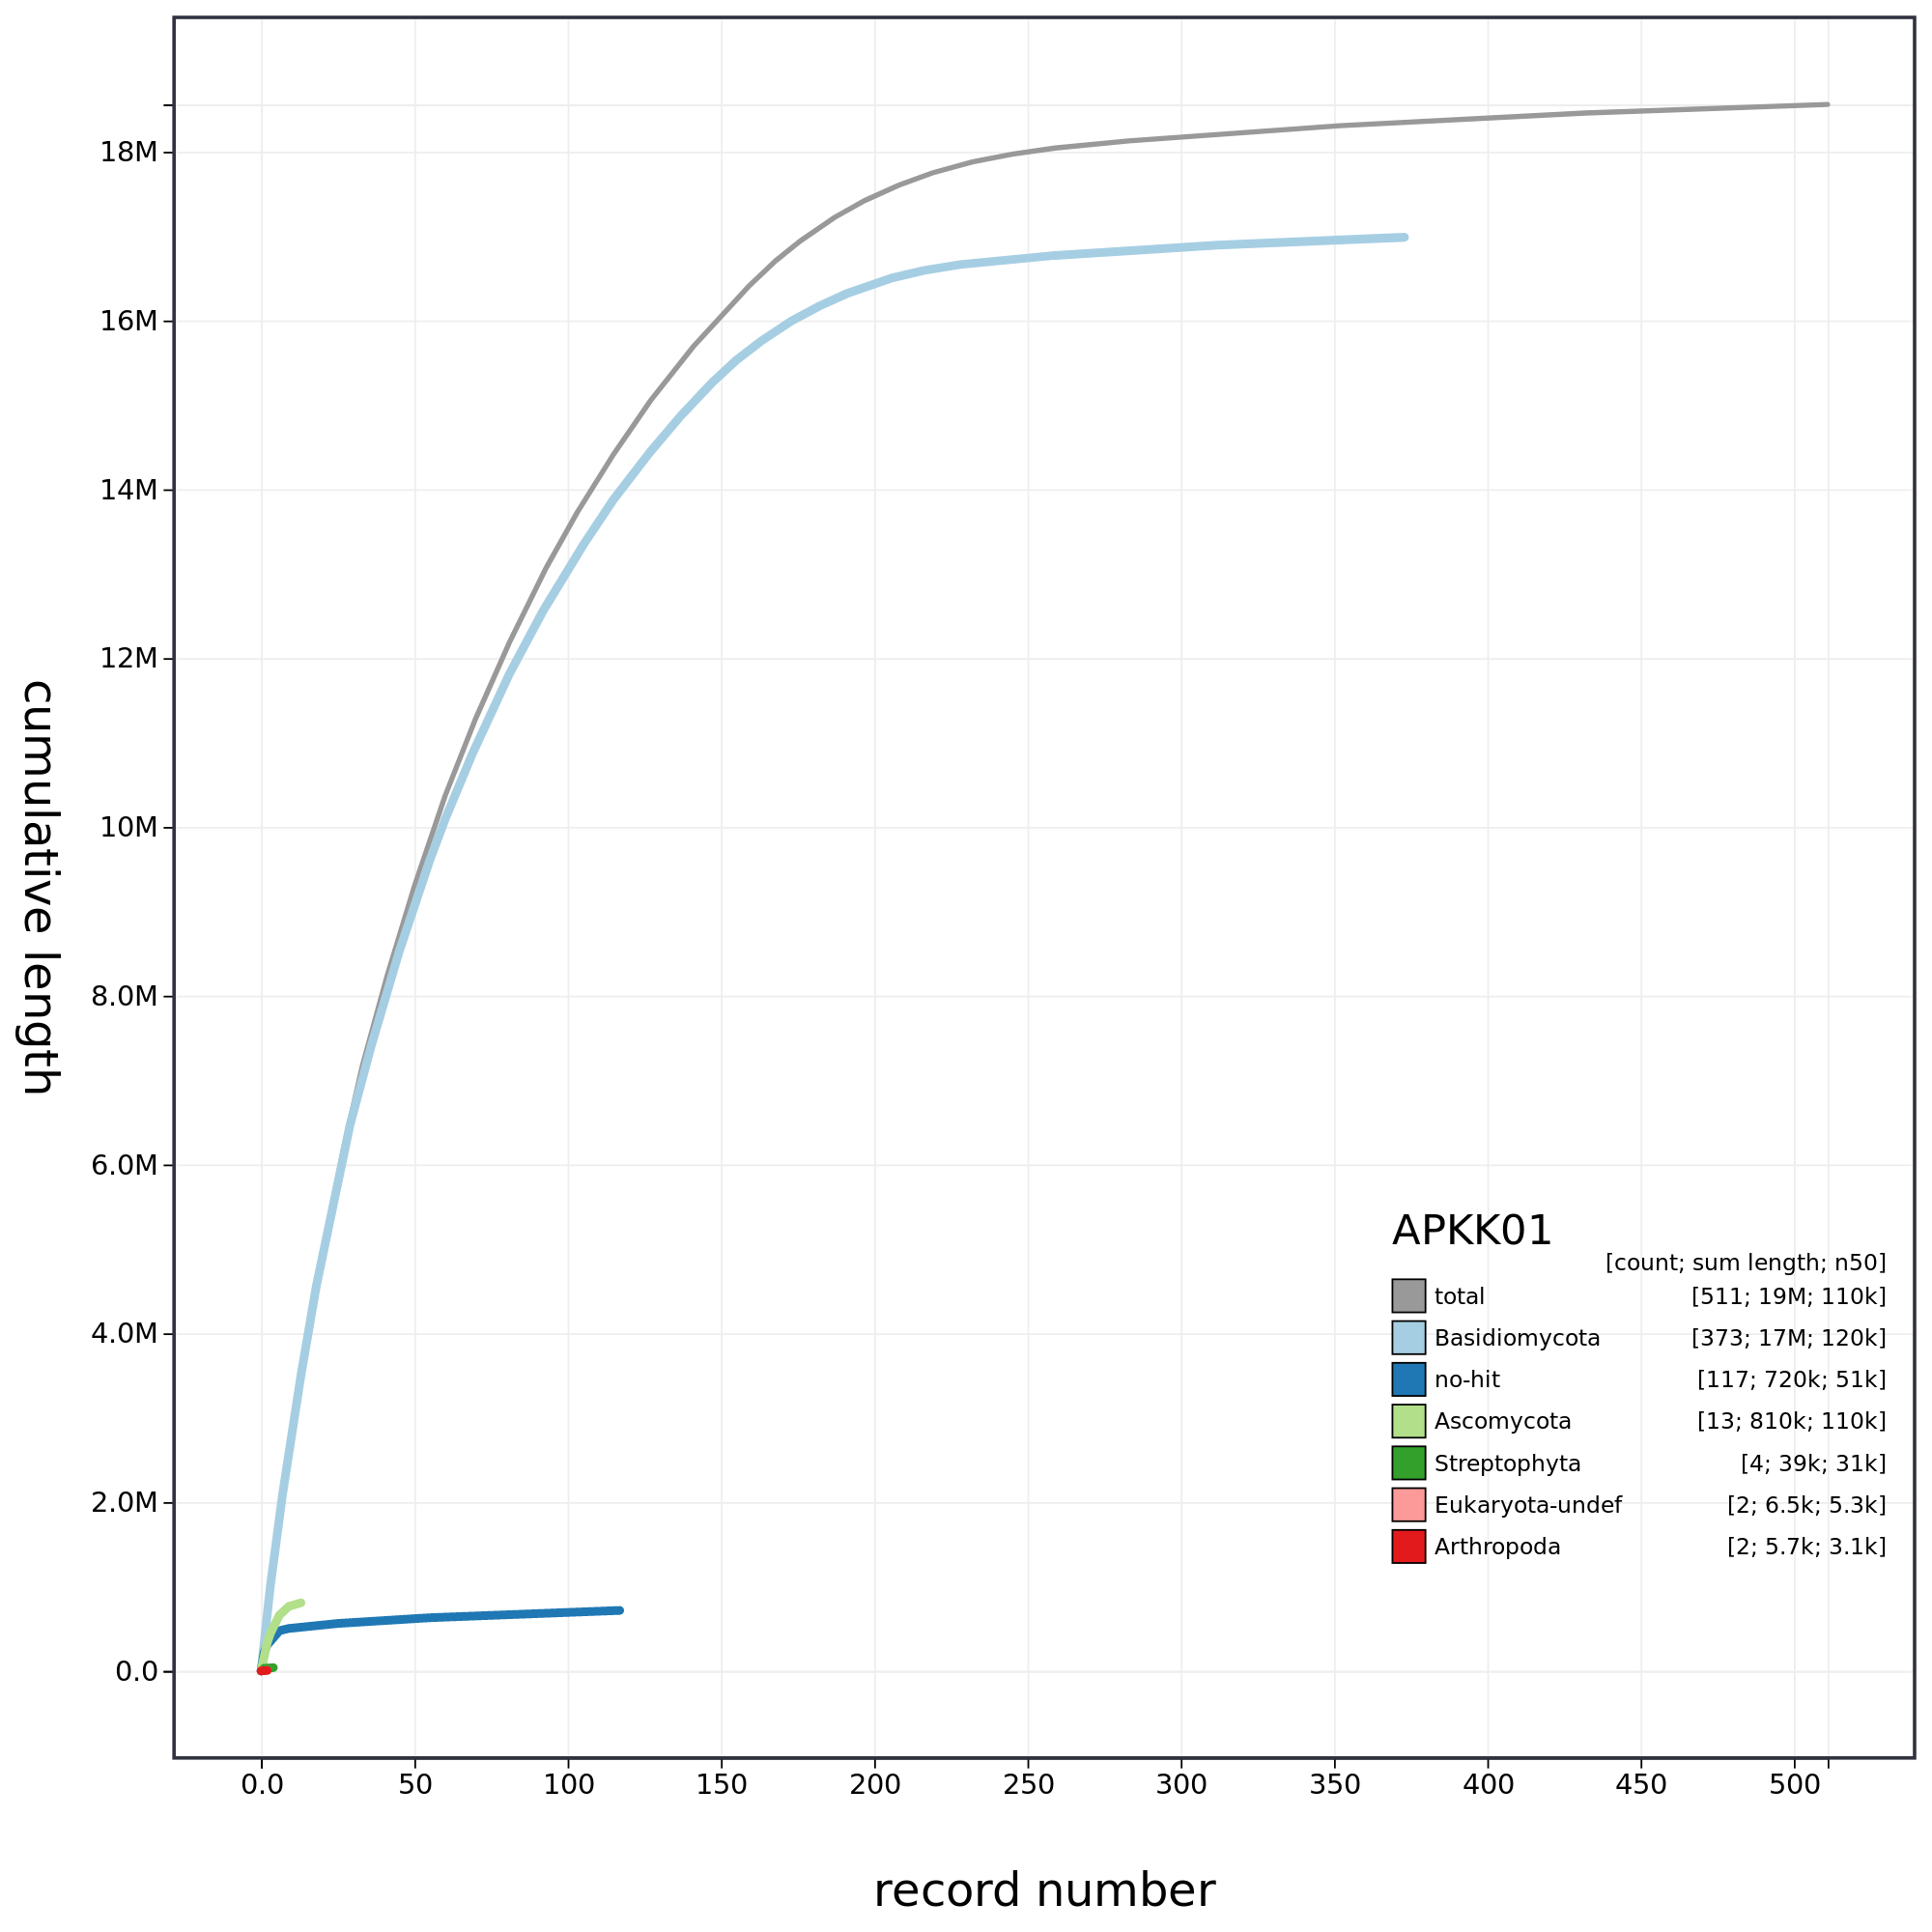 cumulative length
18M
16M
14M
12M
10M
8.0M
6.0M
4.0M
2.0M
0.0
APKK01
[count; sum length; n50]
total [511; 19M; 110k]
Basidiomycota [373; 17M; 120k]
no-hit [117; 720k; 51k]
Ascomycota [13; 810k; 110k]
Streptophyta [4; 39k; 31k]
Eukaryota-undef [2; 6.5k; 5.3k]
Arthropoda [2; 5.7k; 3.1k]
0.0 50 100 150 200 250 300 350 400 450 500
record number